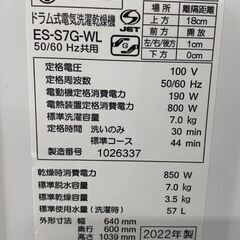 ドラム式電気洗濯乾燥機
ES-S7G-WL
50/60 Hz共用
JET
場所 離隔距離
上方 18cm
前方 開放
左/右/後 1cm
下方 0cm
定格電圧 100 V
定格周波数 50/60 Hz
電動機定格消費電力 190 W
電熱装置定格消費電力 800 W
標準洗濯容量 7.0 kg
定格時間 洗いのみ 30 min
標準コース 44 min
製造番号 1026337
乾燥時消費電力 850 W
標準脱水容量 7.0 kg
標準乾燥容量 3.5 kg
標準使用水量(洗濯時) 57 L
外形寸法 幅 640 mm
奥行 600 mm
高さ 1039 mm
2022年製